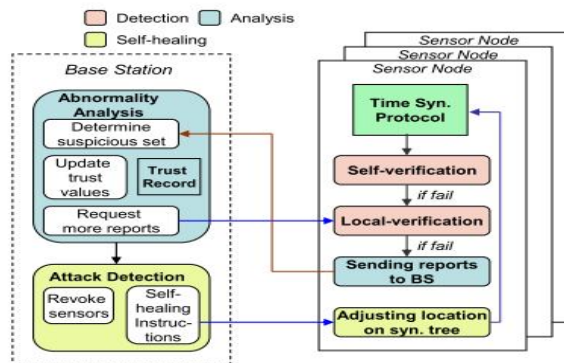 Detection
Analysis
Self-healing
Base Station
Abnormality
Analysis
Determine
suspicious set
Update
trust
values
Trust
Record
Request
more reports
Attack Detection
Revoke
sensors
Self-
healing
Instruc-
tions
Sensor Node
Sensor Node
Sensor Node
Time Syn.
Protocol
Self-verification
if fail
Local-verification
if fail
Sending reports
to BS
Adjusting location
on syn. tree